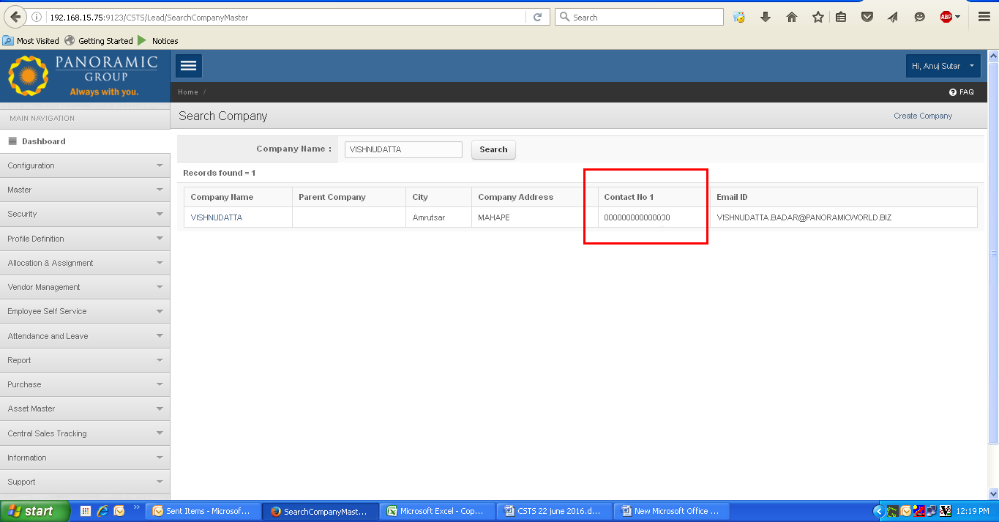 192.168.15.75:9123/CSTS/Lead/SearchCompanyMaster
Search
ABP
Most Visited Getting Started Notices
PANORAMIC
GROUP
Always with you.
Hi, Anuj Sutar
Home /
FAQ
MAIN NAVIGATION
Search Company
Create Company
Dashboard
Configuration
Master
Security
Profile Definition
Allocation & Assignment
Vendor Management
Employee Self Service
Attendance and Leave
Report
Purchase
Asset Master
Central Sales Tracking
Information
Support
Company Name : VISHNUDATTA Search
Records found = 1
Company Name Parent Company City Company Address Contact No 1 Email ID
VISHNUDATTA Amrutsar MAHAPE 000000000000000 VISHNUDATTA.BADAR@PANORAMICWORLD.BIZ
start Sent Items - Microsof... SearchCompanyMast... Microsoft Excel - Cop... CSTS 22 june 2016.d... New Microsoft Office ... 12:19 PM